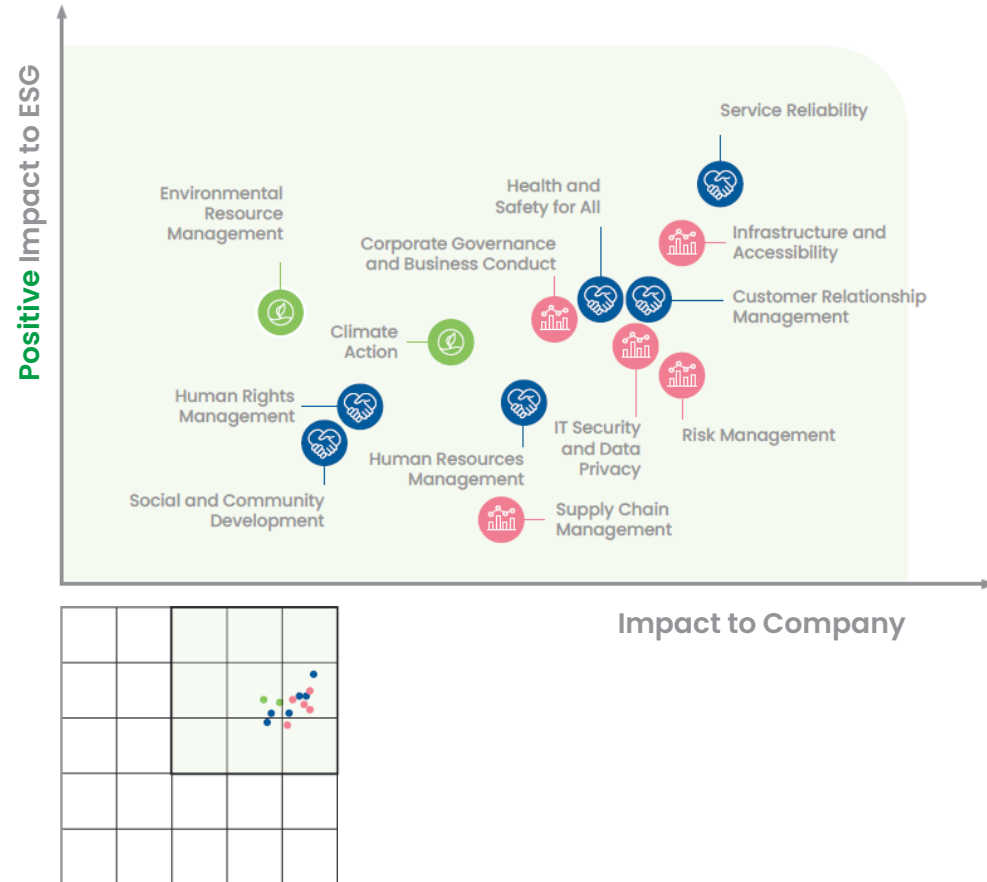 Positive Impact to ESG
Service Reliability
Environmental
Resource
Management
Health and
Safety for All
Infrastructure and
Accessibility
Corporate Governance
and Business Conduct
Customer Relationship
Management
Climate
Action
Human Rights
Management
IT Security
and Data
Privacy
Risk Management
Human Resources
Management
Social and Community
Development
Supply Chain
Management
Impact to Company